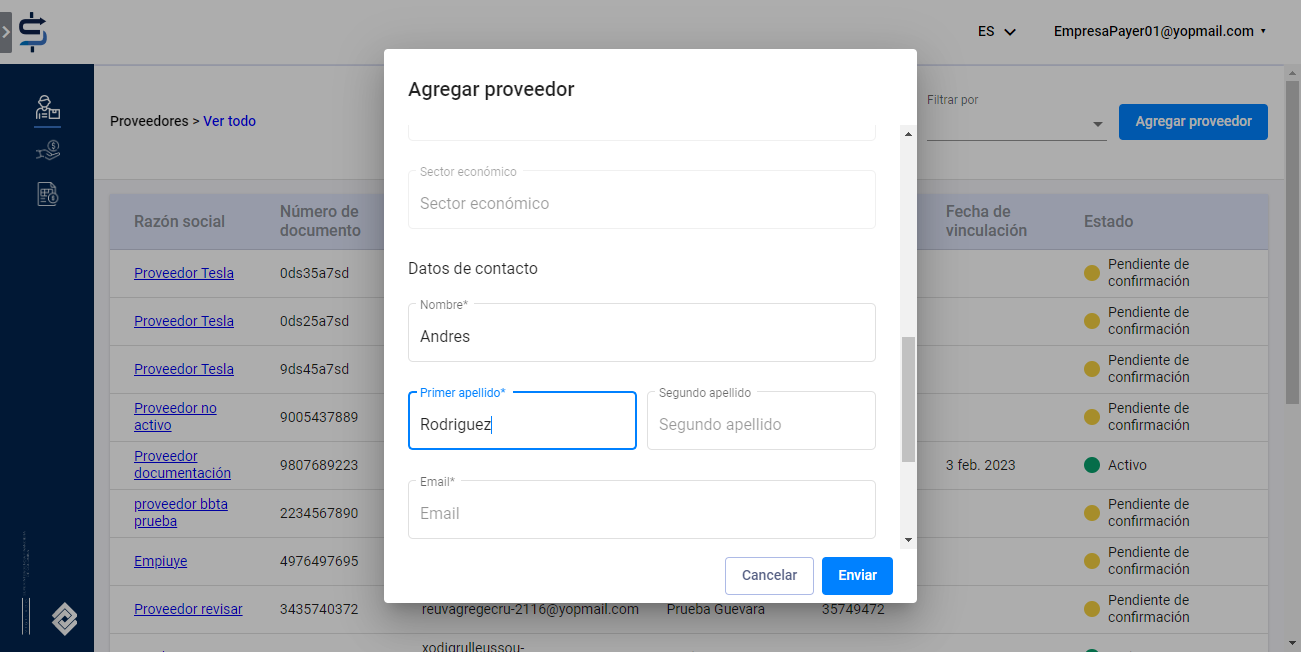 ES
EmpresaPayer01@yopmail.com
Agregar proveedor
Proveedores > Ver todo
Filtrar por
Agregar proveedor
Sector económico
Sector económico
Datos de contacto
Nombre*
Andres
Primer apellido*
Rodriguez
Segundo apellido
Segundo apellido
Email*
Email
Cancelar
Enviar
Razón social
Número de
documento
Fecha de
vinculación
Estado
Proveedor Tesla
0ds35a7sd
Pendiente de
confirmación
Proveedor Tesla
0ds25a7sd
Pendiente de
confirmación
Proveedor Tesla
9ds45a7sd
Pendiente de
confirmación
Proveedor no
activo
9005437889
Pendiente de
confirmación
Proveedor
documentación
9807689223
3 feb. 2023
Activo
proveedor bbta
prueba
2234567890
Pendiente de
confirmación
Empiuye
4976497695
Pendiente de
confirmación
Proveedor revisar
3435740372
reuvagregecru-2116@yopmail.com
Prueba Guevara
35749472
Pendiente de
confirmación
xodigrulleussou-